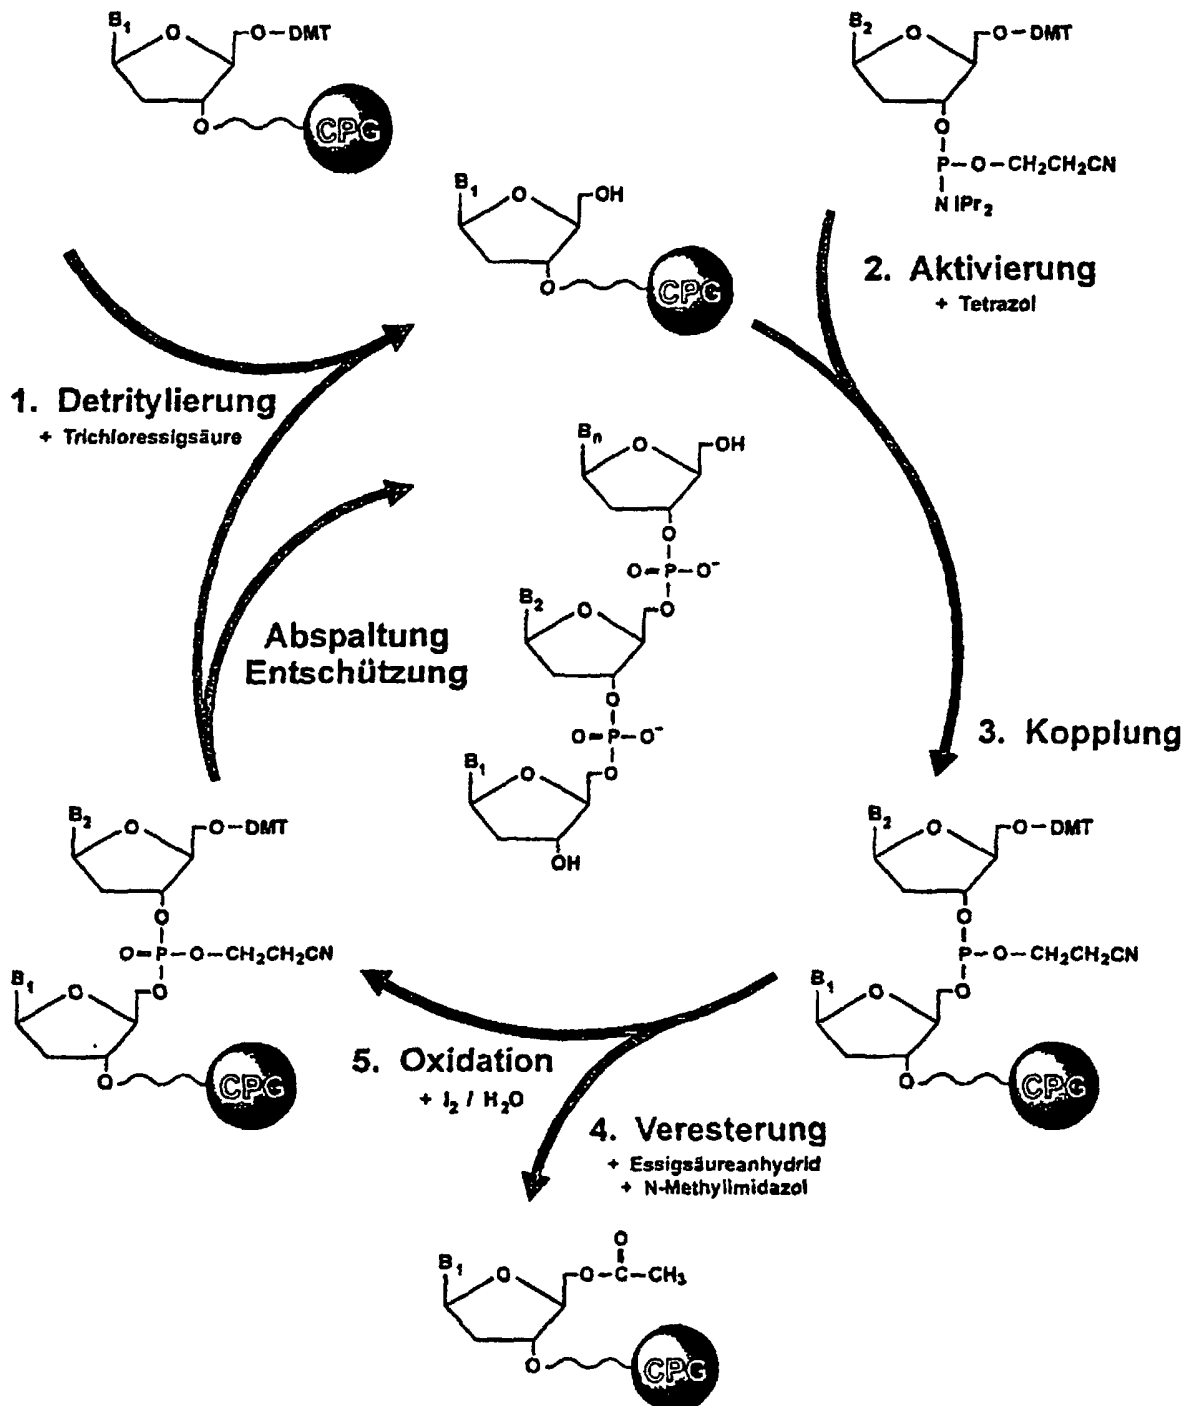 B1 O O–DMT
O CPG
B2 O O–DMT
O
P–O–CH2CH2CN
N iPr2
B1 O OH
O CPG
2. Aktivierung
+ Tetrazol
1. Detritylierung
+ Trichloressigsäure
Bn O OH
O
O=P–O-
B2 O O
O
O=P–O-
B1 O O
OH
Abspaltung
Entschützung
3. Kopplung
B2 O O–DMT
O
O=P–O–CH2CH2CN
B1 O O
O CPG
B2 O O–DMT
O
P–O–CH2CH2CN
B1 O O
O CPG
5. Oxidation
+ I2 / H2O
4. Veresterung
+ Essigsäureanhydrid
+ N-Methylimidazol
O
B1 O O–C–CH3
O CPG